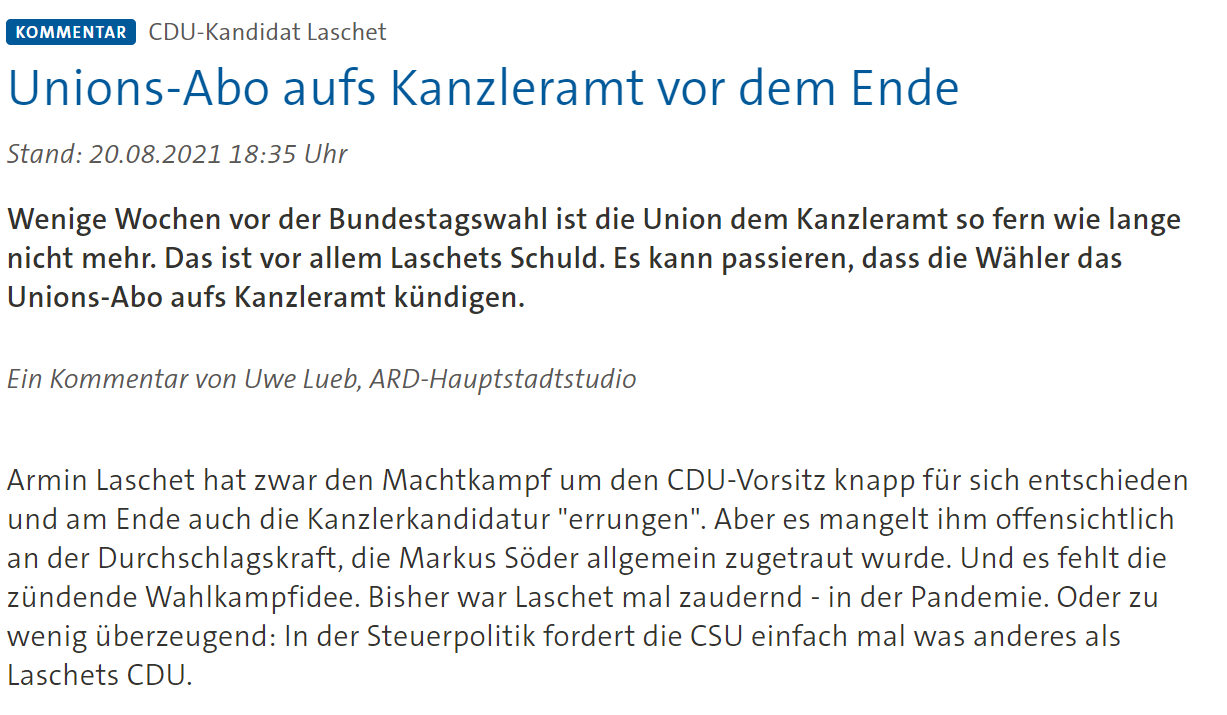 KOMMENTAR CDU-Kandidat Laschet
Unions-Abo aufs Kanzleramt vor dem Ende
Stand: 20.08.2021 18:35 Uhr
Wenige Wochen vor der Bundestagswahl ist die Union dem Kanzleramt so fern wie lange
nicht mehr. Das ist vor allem Laschets Schuld. Es kann passieren, dass die Wähler das
Unions-Abo aufs Kanzleramt kündigen.
Ein Kommentar von Uwe Lueb, ARD-Hauptstadtstudio
Armin Laschet hat zwar den Machtkampf um den CDU-Vorsitz knapp für sich entschieden
und am Ende auch die Kanzlerkandidatur "errungen". Aber es mangelt ihm offensichtlich
an der Durchschlagskraft, die Markus Söder allgemein zugetraut wurde. Und es fehlt die
zündende Wahlkampfidee. Bisher war Laschet mal zaudernd - in der Pandemie. Oder zu
wenig überzeugend: In der Steuerpolitik fordert die CSU einfach mal was anderes als
Laschets CDU.